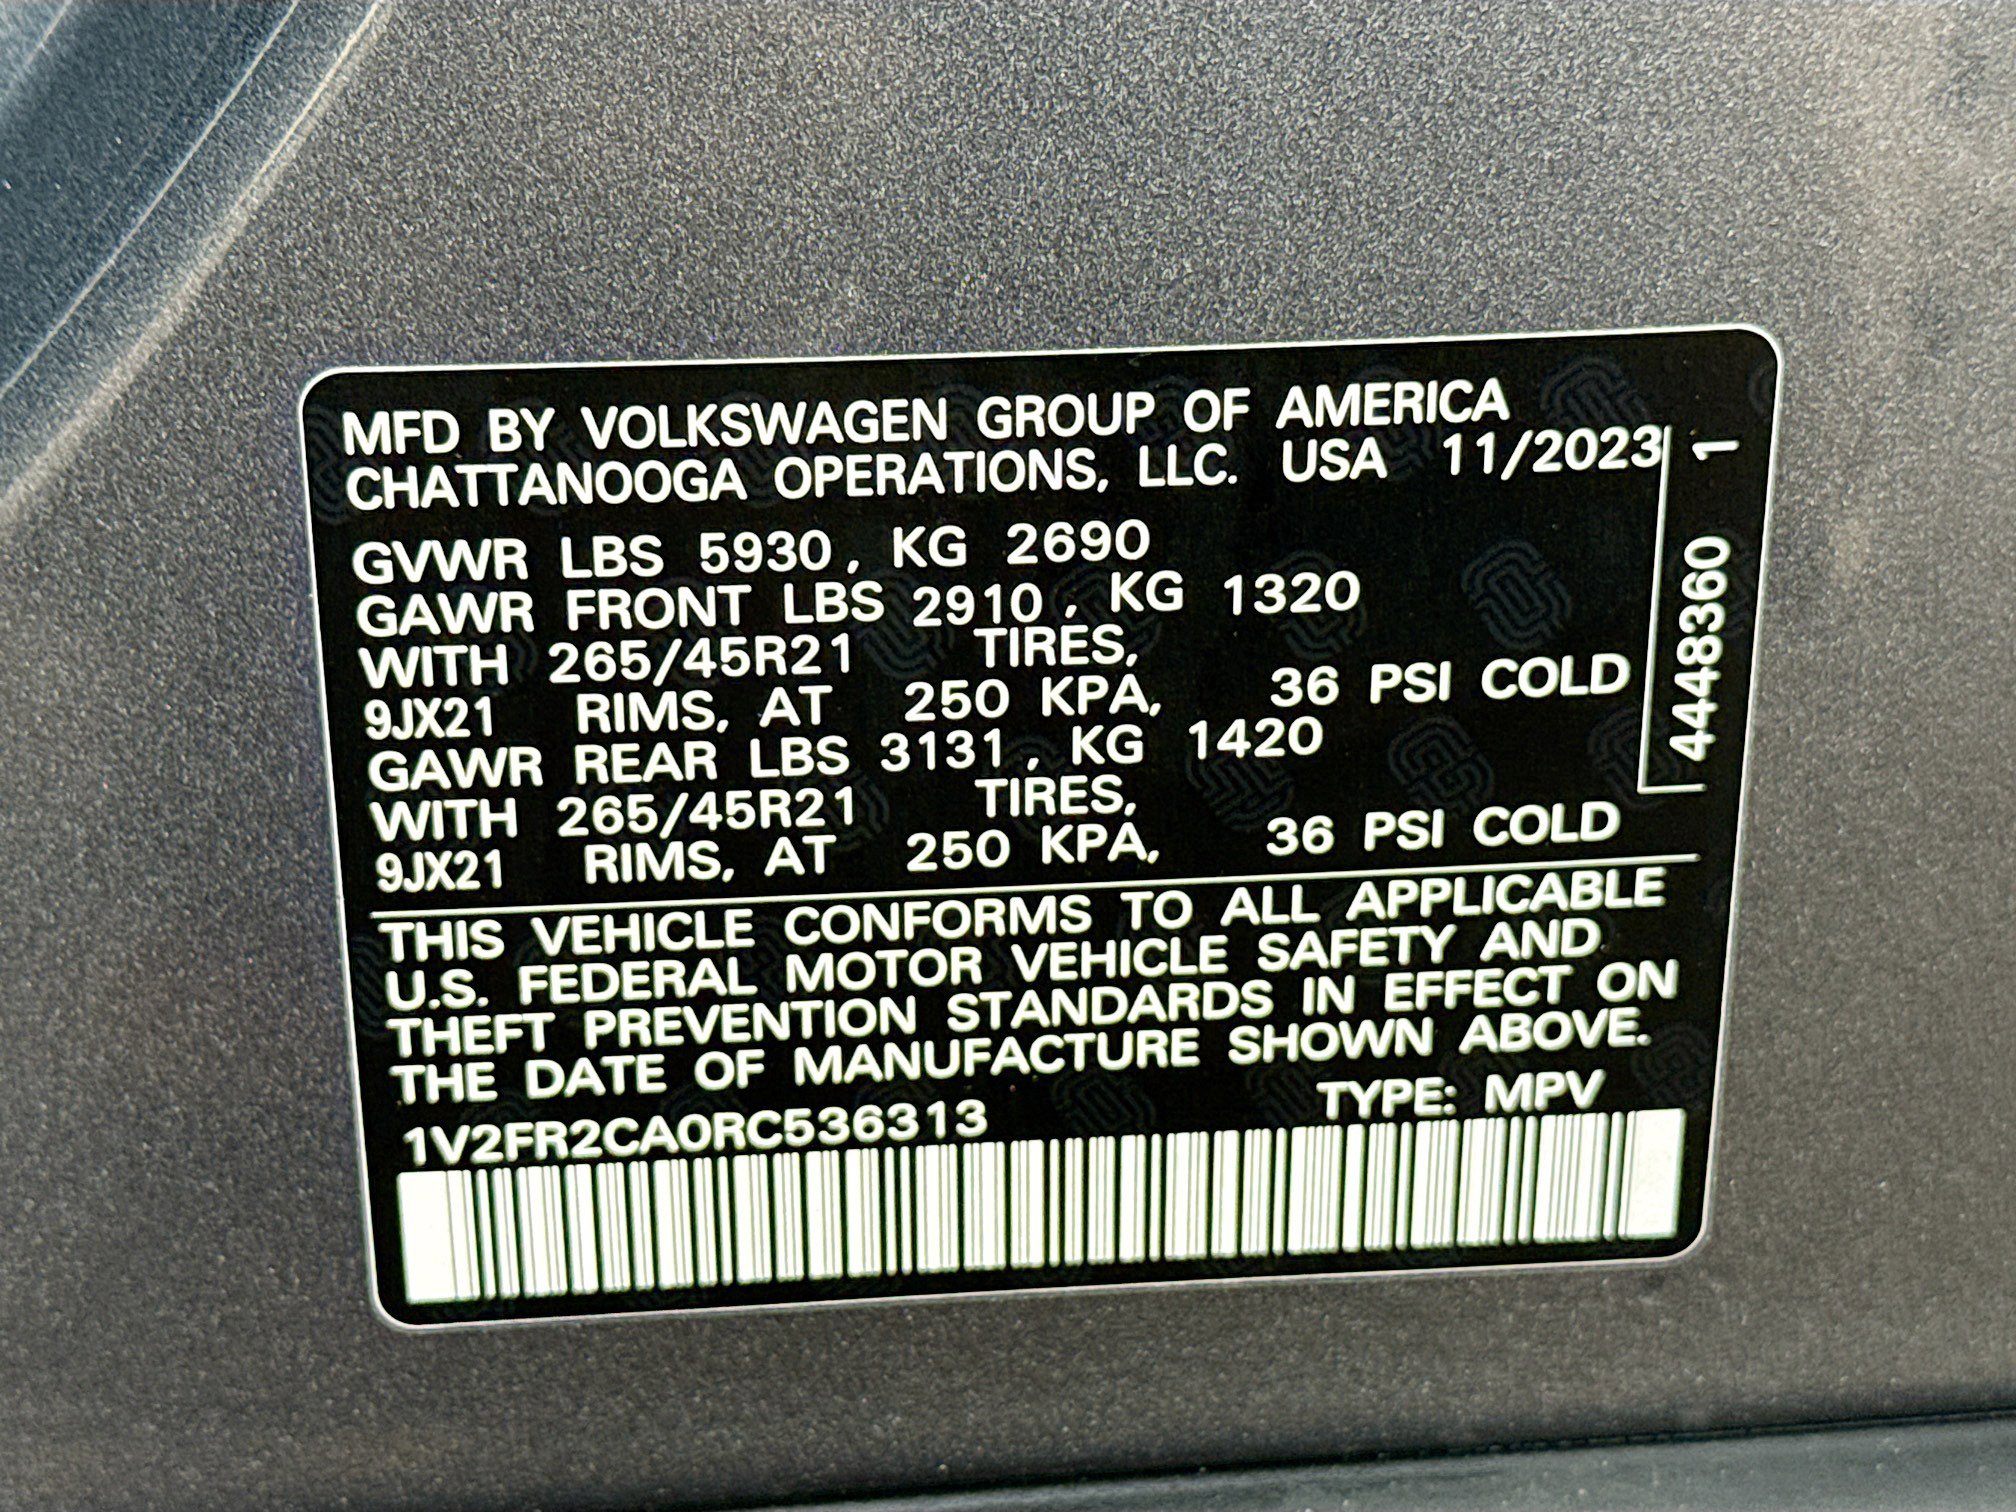 MFD BY VOLKSWAGEN GROUP OF AMERICA
CHATTANOOGA OPERATIONS, LLC. USA 11/2023
GVWR LBS 5930, KG 2690
GAWR FRONT LBS 2910, KG 1320
WITH 265/45R21 TIRES,
9JX21 RIMS, AT 250 KPA, 36 PSI COLD
GAWR REAR LBS 3131, KG 1420
WITH 265/45R21 TIRES,
9JX21 RIMS, AT 250 KPA, 36 PSI COLD
4448360 1
THIS VEHICLE CONFORMS TO ALL APPLICABLE
U.S. FEDERAL MOTOR VEHICLE SAFETY AND
THEFT PREVENTION STANDARDS IN EFFECT ON
THE DATE OF MANUFACTURE SHOWN ABOVE.
1V2FR2CA0RC536313 TYPE: MPV